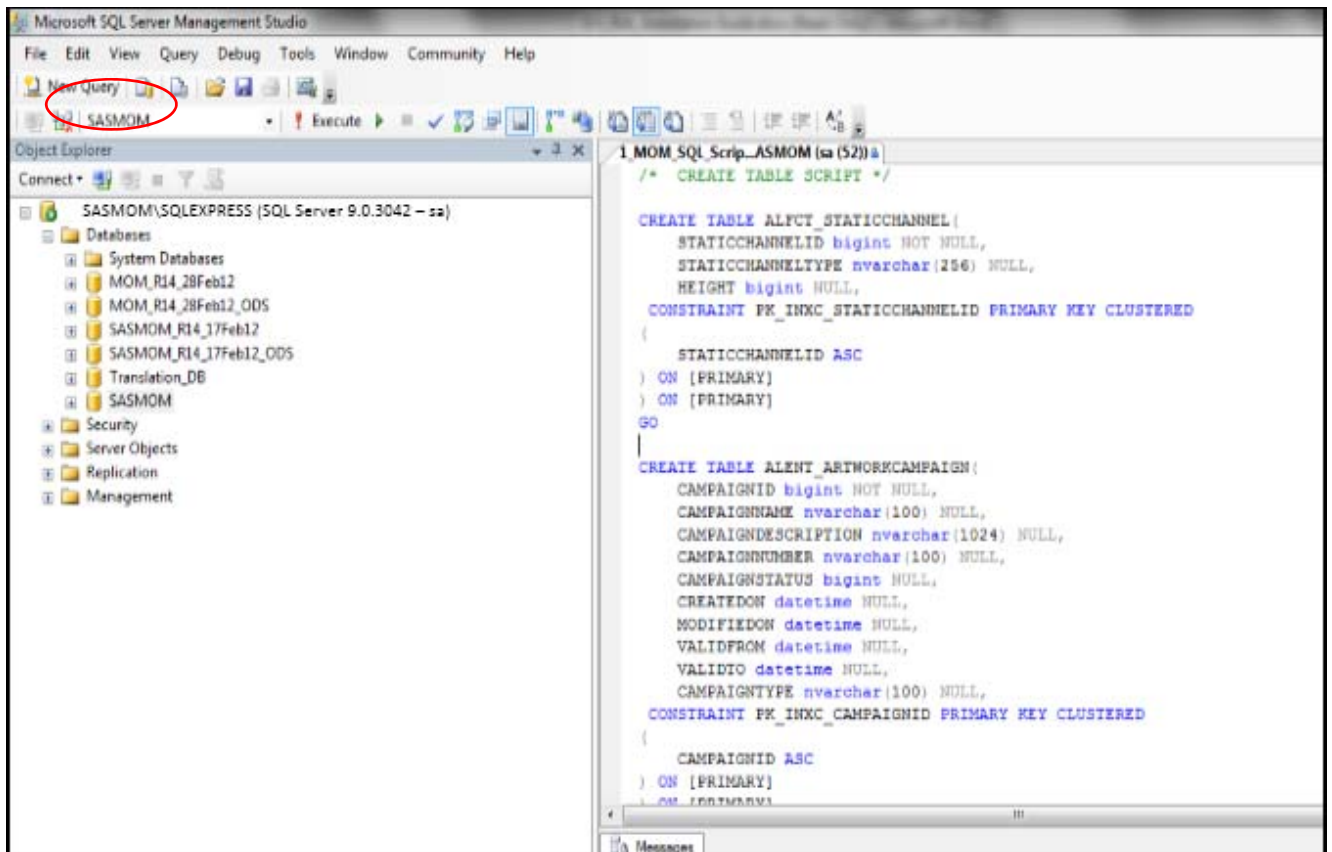 Microsoft SQL Server Management Studio
File Edit View Query Debug Tools Window Community Help
New Query
SASMOM Execute
Object Explorer
Connect
SASMOM\SQLEXPRESS (SQL Server 9.0.3042 – sa)
Databases
System Databases
MOM_R14_28Feb12
MOM_R14_28Feb12_ODS
SASMOM_R14_17Feb12
SASMOM_R14_17Feb12_ODS
Translation_DB
SASMOM
Security
Server Objects
Replication
Management
1_MOM_SQL_Scrip...ASMOM (sa (52))
/* CREATE TABLE SCRIPT */
CREATE TABLE ALFCT_STATICCHANNEL(
STATICCHANNELID bigint NOT NULL,
STATICCHANNELTYPE nvarchar(256) NULL,
HEIGHT bigint NULL,
CONSTRAINT PK_INXC_STATICCHANNELID PRIMARY KEY CLUSTERED
(
STATICCHANNELID ASC
) ON [PRIMARY]
) ON [PRIMARY]
GO
CREATE TABLE ALENT_ARTWORKCAMPAIGN(
CAMPAIGNID bigint NOT NULL,
CAMPAIGNNAME nvarchar(100) NULL,
CAMPAIGNDESCRIPTION nvarchar(1024) NULL,
CAMPAIGNNUMBER nvarchar(100) NULL,
CAMPAIGNSTATUS bigint NULL,
CREATEDON datetime NULL,
MODIFIEDON datetime NULL,
VALIDFROM datetime NULL,
VALIDTO datetime NULL,
CAMPAIGNTYPE nvarchar(100) NULL,
CONSTRAINT PK_INXC_CAMPAIGNID PRIMARY KEY CLUSTERED
(
CAMPAIGNID ASC
) ON [PRIMARY]
) ON [PRIMARY]
Messages